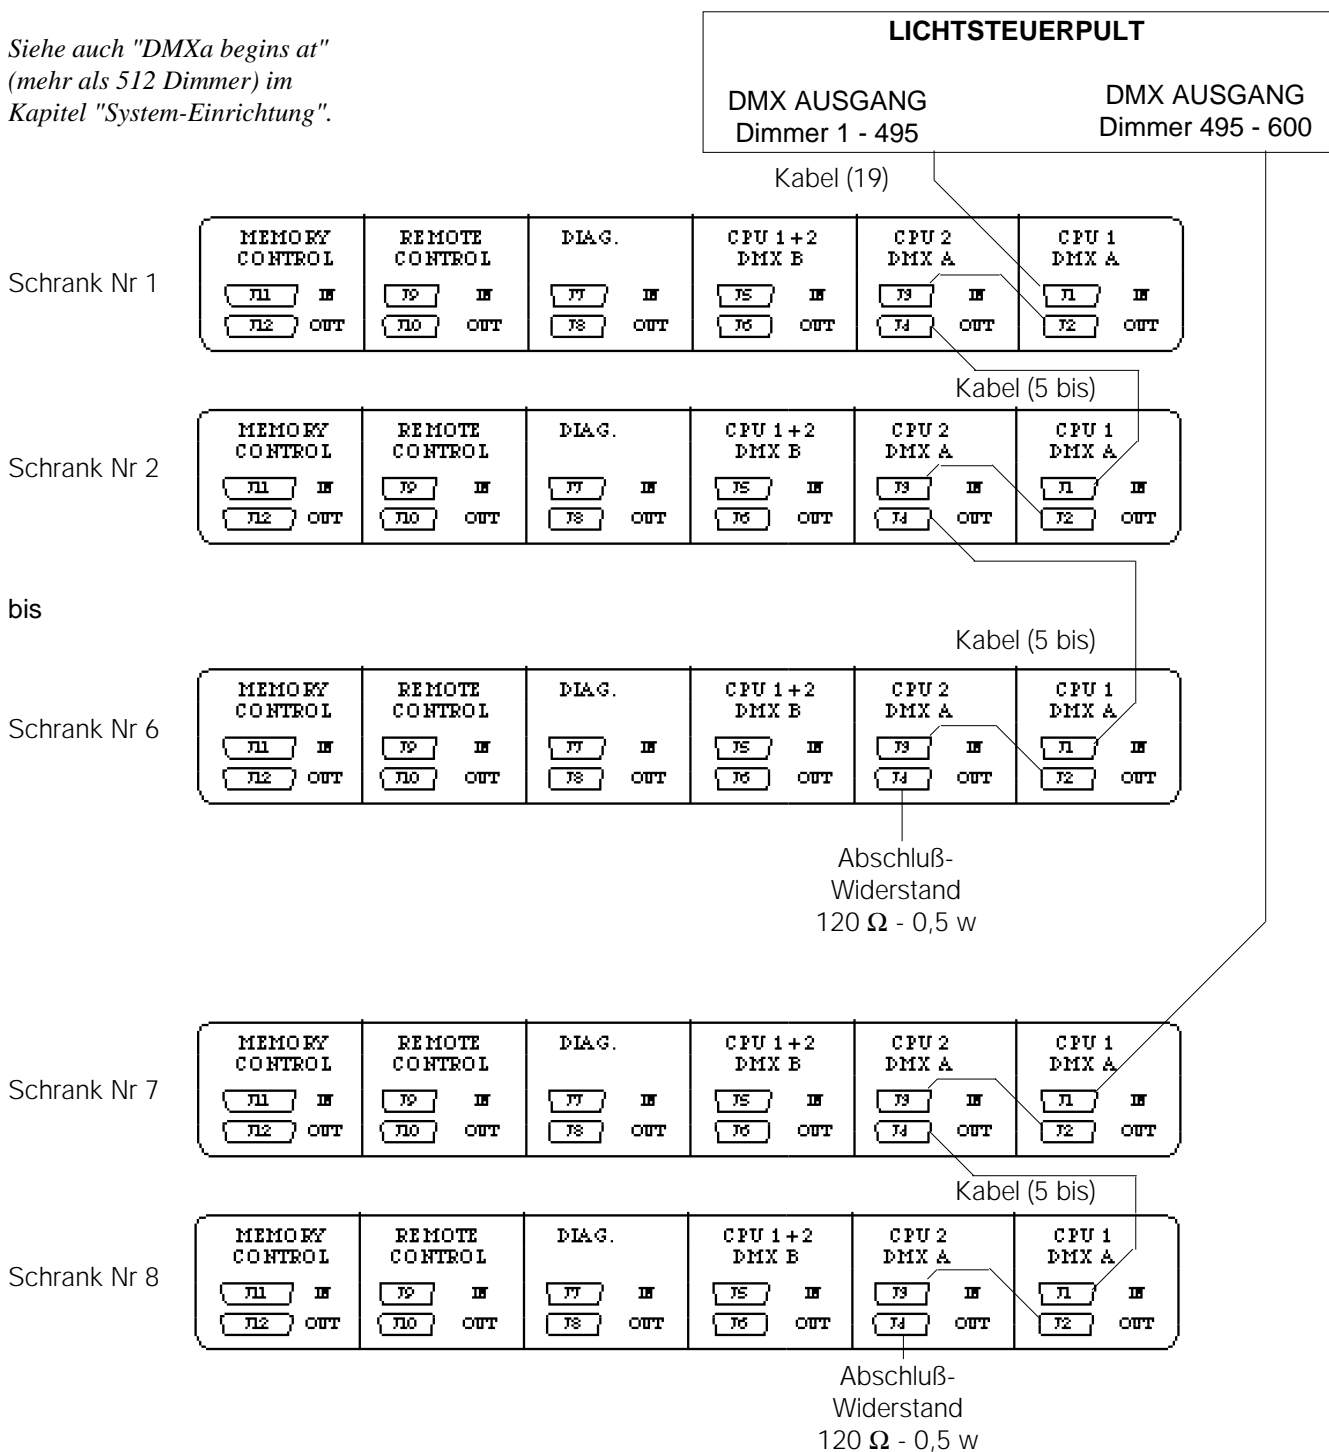 Siehe auch "DMXa begins at"
(mehr als 512 Dimmer) im
Kapitel "System-Einrichtung".
LICHTSTEUERPULT
DMX AUSGANG
Dimmer 1 - 495
DMX AUSGANG
Dimmer 495 - 600
Kabel (19)
Schrank Nr 1
MEMORY CONTROL
REMOTE CONTROL
DIAG.
CPU 1+2 DMX B
CPU 2 DMX A
CPU 1 DMX A
J11 IN J9 IN J7 IN J5 IN J3 IN J1 IN
J12 OUT J10 OUT J8 OUT J6 OUT J4 OUT J2 OUT
Kabel (5 bis)
Schrank Nr 2
MEMORY CONTROL
REMOTE CONTROL
DIAG.
CPU 1+2 DMX B
CPU 2 DMX A
CPU 1 DMX A
J11 IN J9 IN J7 IN J5 IN J3 IN J1 IN
J12 OUT J10 OUT J8 OUT J6 OUT J4 OUT J2 OUT
bis
Kabel (5 bis)
Schrank Nr 6
MEMORY CONTROL
REMOTE CONTROL
DIAG.
CPU 1+2 DMX B
CPU 2 DMX A
CPU 1 DMX A
J11 IN J9 IN J7 IN J5 IN J3 IN J1 IN
J12 OUT J10 OUT J8 OUT J6 OUT J4 OUT J2 OUT
Abschluß-
Widerstand
120 Ω - 0,5 w
Schrank Nr 7
MEMORY CONTROL
REMOTE CONTROL
DIAG.
CPU 1+2 DMX B
CPU 2 DMX A
CPU 1 DMX A
J11 IN J9 IN J7 IN J5 IN J3 IN J1 IN
J12 OUT J10 OUT J8 OUT J6 OUT J4 OUT J2 OUT
Kabel (5 bis)
Schrank Nr 8
MEMORY CONTROL
REMOTE CONTROL
DIAG.
CPU 1+2 DMX B
CPU 2 DMX A
CPU 1 DMX A
J11 IN J9 IN J7 IN J5 IN J3 IN J1 IN
J12 OUT J10 OUT J8 OUT J6 OUT J4 OUT J2 OUT
Abschluß-
Widerstand
120 Ω - 0,5 w